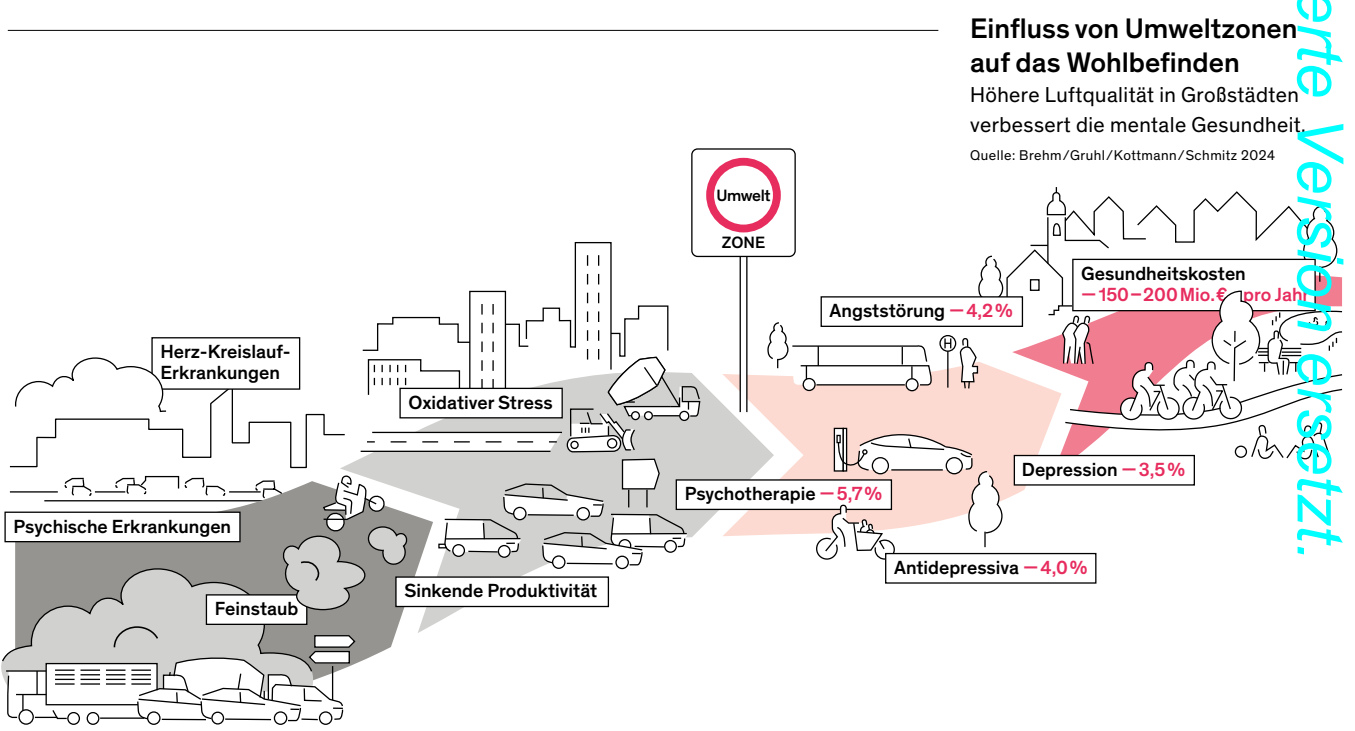 Einfluss von Umweltzonen
auf das Wohlbefinden
Höhere Luftqualität in Großstädten
verbessert die mentale Gesundheit.
Quelle: Brehm/Gruhl/Kottmann/Schmitz 2024
Umwelt
ZONE
Gesundheitskosten
–150–200 Mio. € pro Jahr
Angststörung –4,2%
Herz-Kreislauf-
Erkrankungen
Oxidativer Stress
H
Depression –3,5%
Psychotherapie –5,7%
Psychische Erkrankungen
Antidepressiva –4,0%
Sinkende Produktivität
Feinstaub
Version ersetzt.